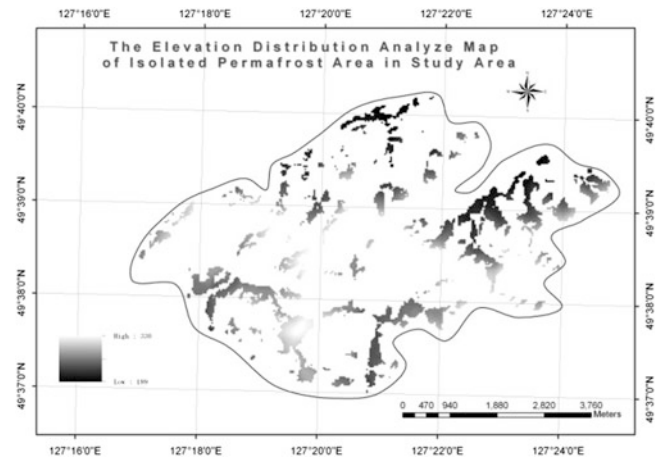 127°16'0"E 127°18'0"E 127°20'0"E 127°22'0"E 127°24'0"E
The Elevation Distribution Analyze Map
of Isolated Permafrost Area in Study Area
49°40'0"N 49°40'0"N
49°39'0"N 49°39'0"N
49°38'0"N 49°38'0"N
High :
Low :
49°37'0"N 49°37'0"N
0 470 940 1,880 2,820 3,760
Meters
127°16'0"E 127°18'0"E 127°20'0"E 127°22'0"E 127°24'0"E